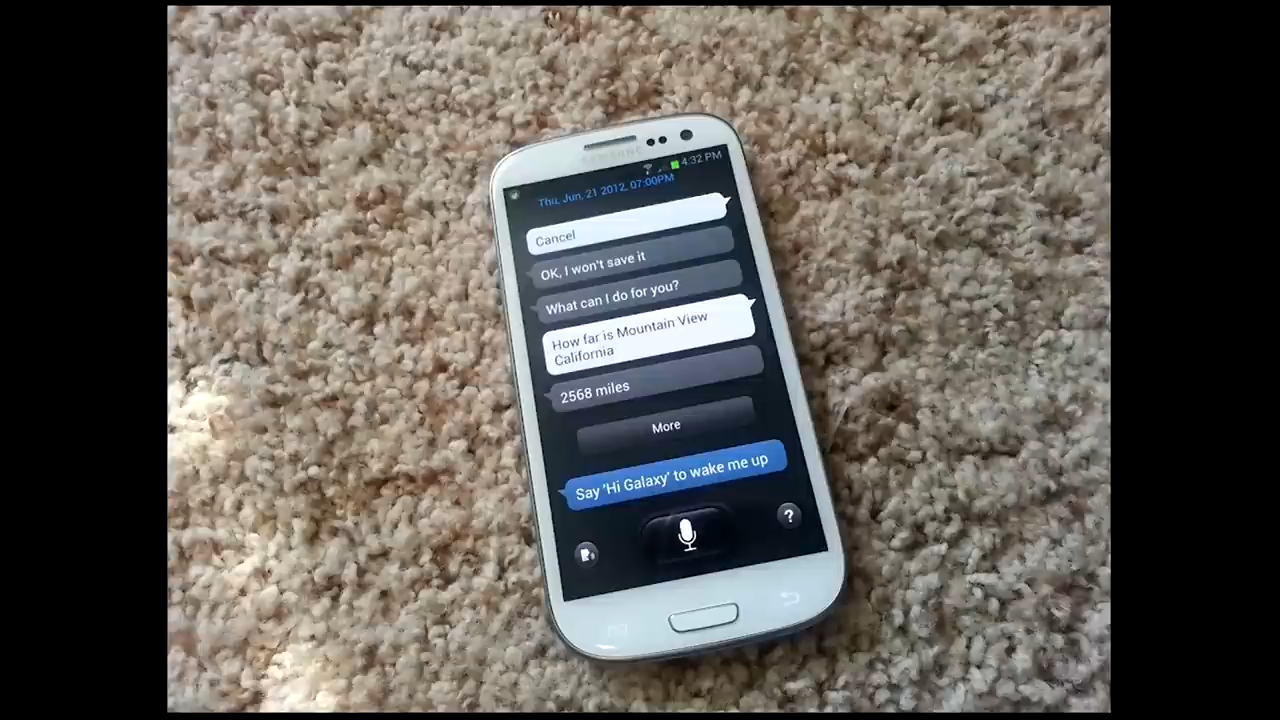 SAMSUNG
4:32 PM
Thu, Jun, 21 2012, 07:00PM
Cancel
OK, I won't save it
What can I do for you?
How far is Mountain View
California
2568 miles
More
Say 'Hi Galaxy' to wake me up
?